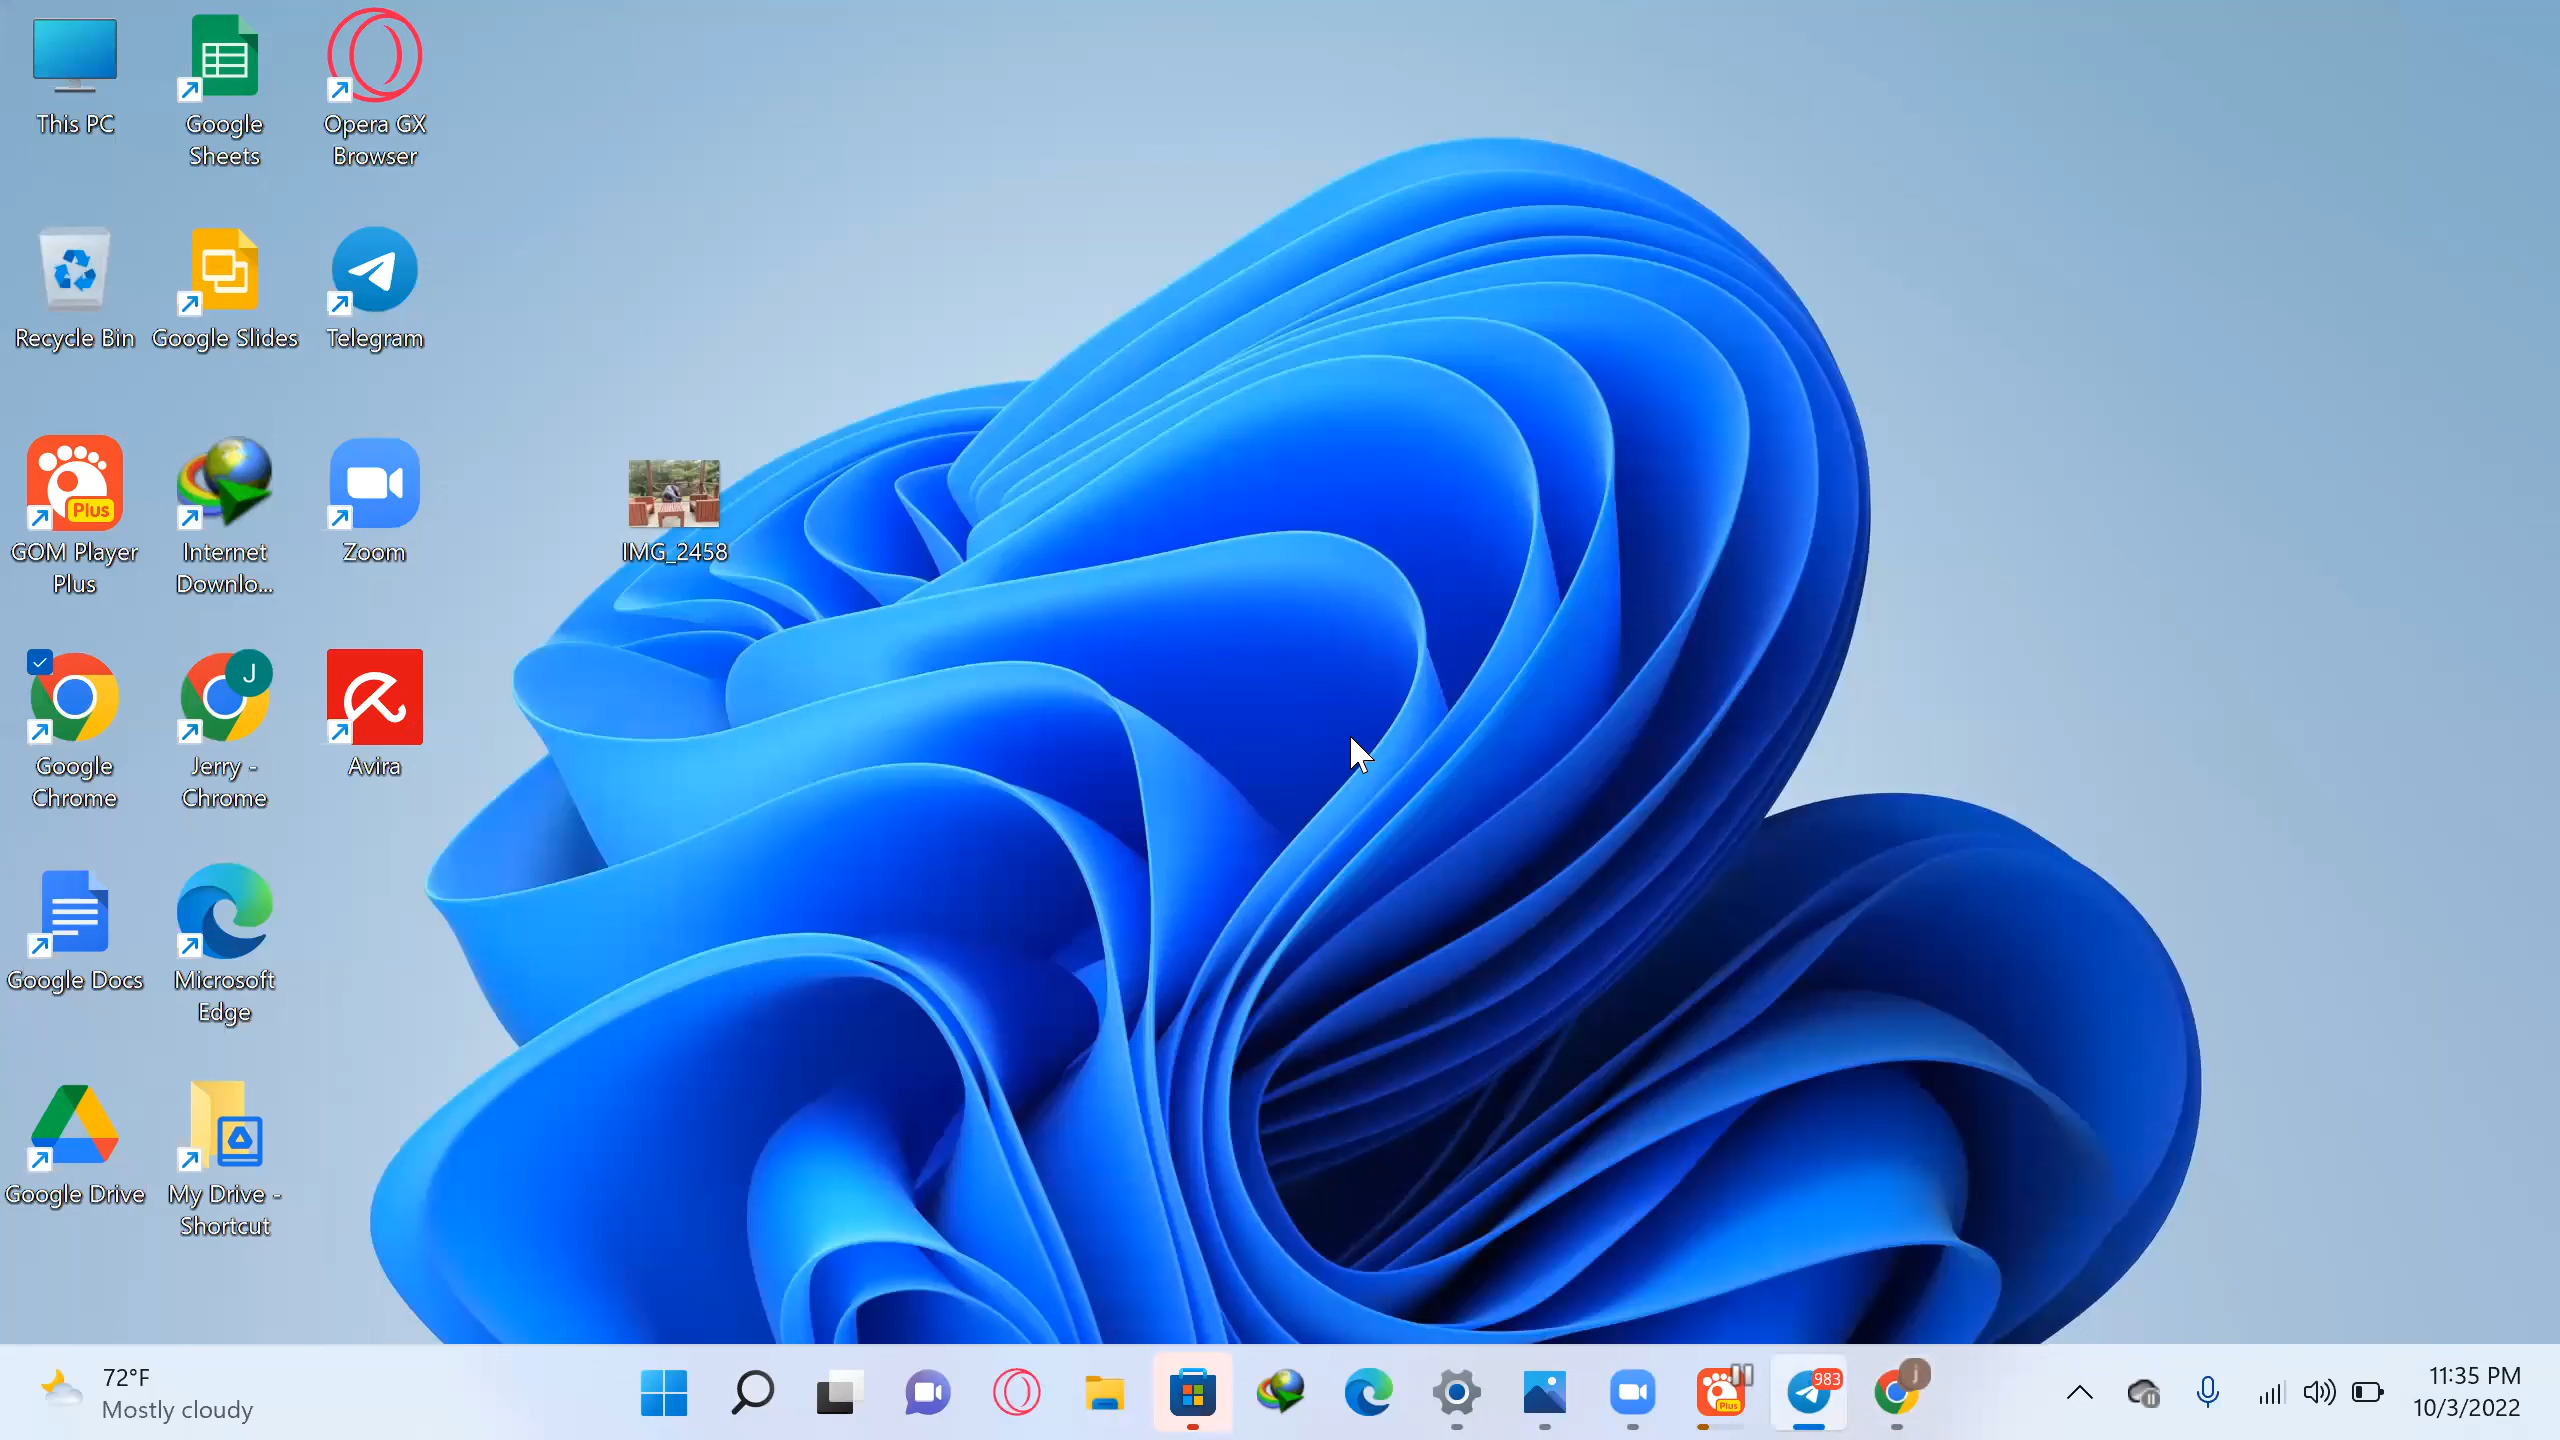 This PC
Google
Sheets
Opera GX
Browser
Recycle Bin
Google Slides
Telegram
Plus
GOM Player
Plus
Internet
Downlo...
Zoom
IMG_2458
Google
Chrome
J
Jerry -
Chrome
Avira
Google Docs
Microsoft
Edge
Google Drive
My Drive -
Shortcut
72°F
Mostly cloudy
Plus
983
j
11:35 PM
10/3/2022